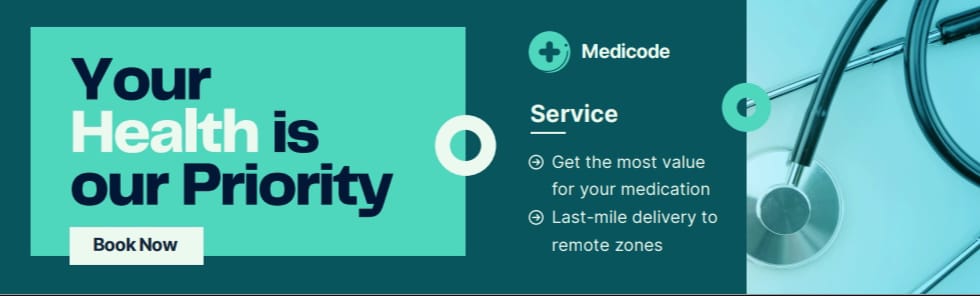 Your
Health is
our Priority
Book Now
Medicode
Service
Get the most value
for your medication
Last-mile delivery to
remote zones